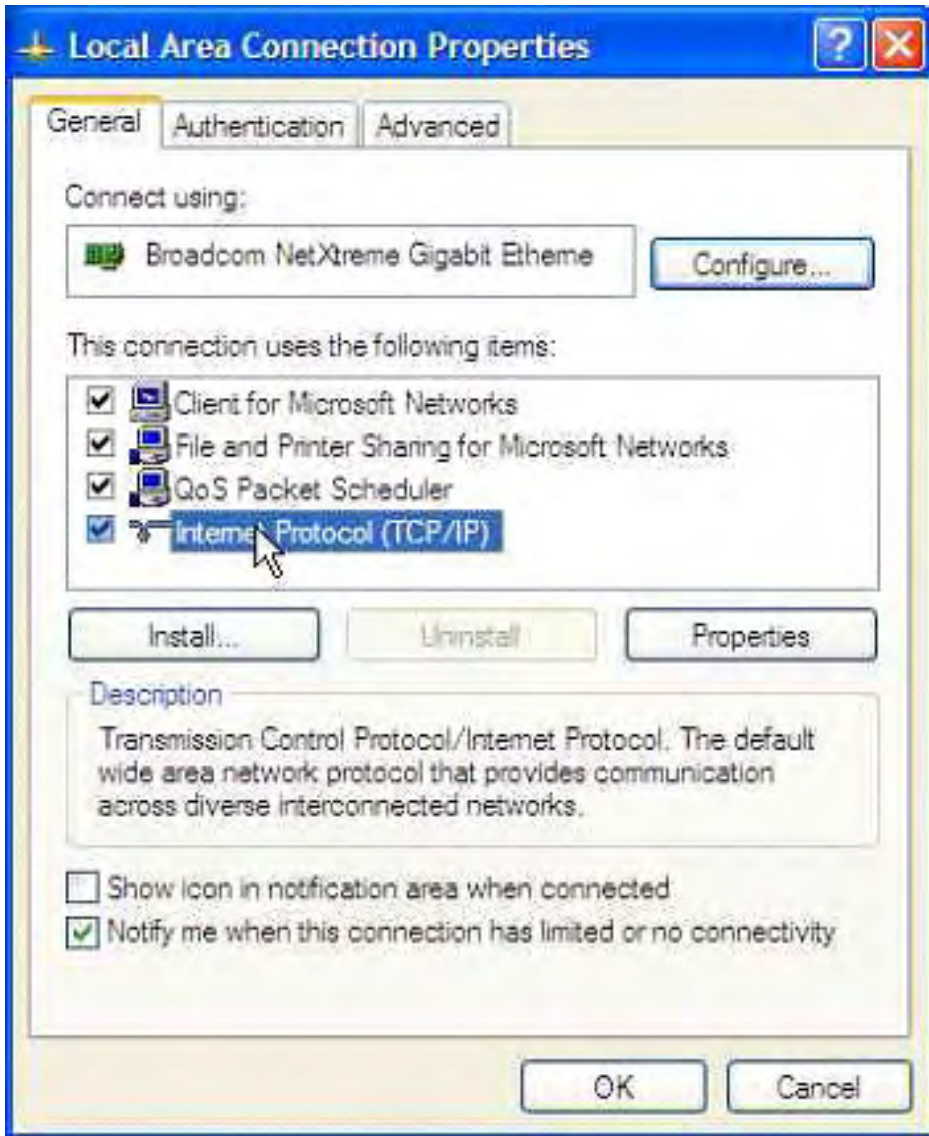 Local Area Connection Properties
General Authentication Advanced
Connect using:
Broadcom NetXtreme Gigabit Etherne
Configure...
This connection uses the following items:
Client for Microsoft Networks
File and Printer Sharing for Microsoft Networks
QoS Packet Scheduler
Internet Protocol (TCP/IP)
Install... Uninstall Properties
Description
Transmission Control Protocol/Internet Protocol. The default
wide area network protocol that provides communication
across diverse interconnected networks.
Show icon in notification area when connected
Notify me when this connection has limited or no connectivity
OK Cancel